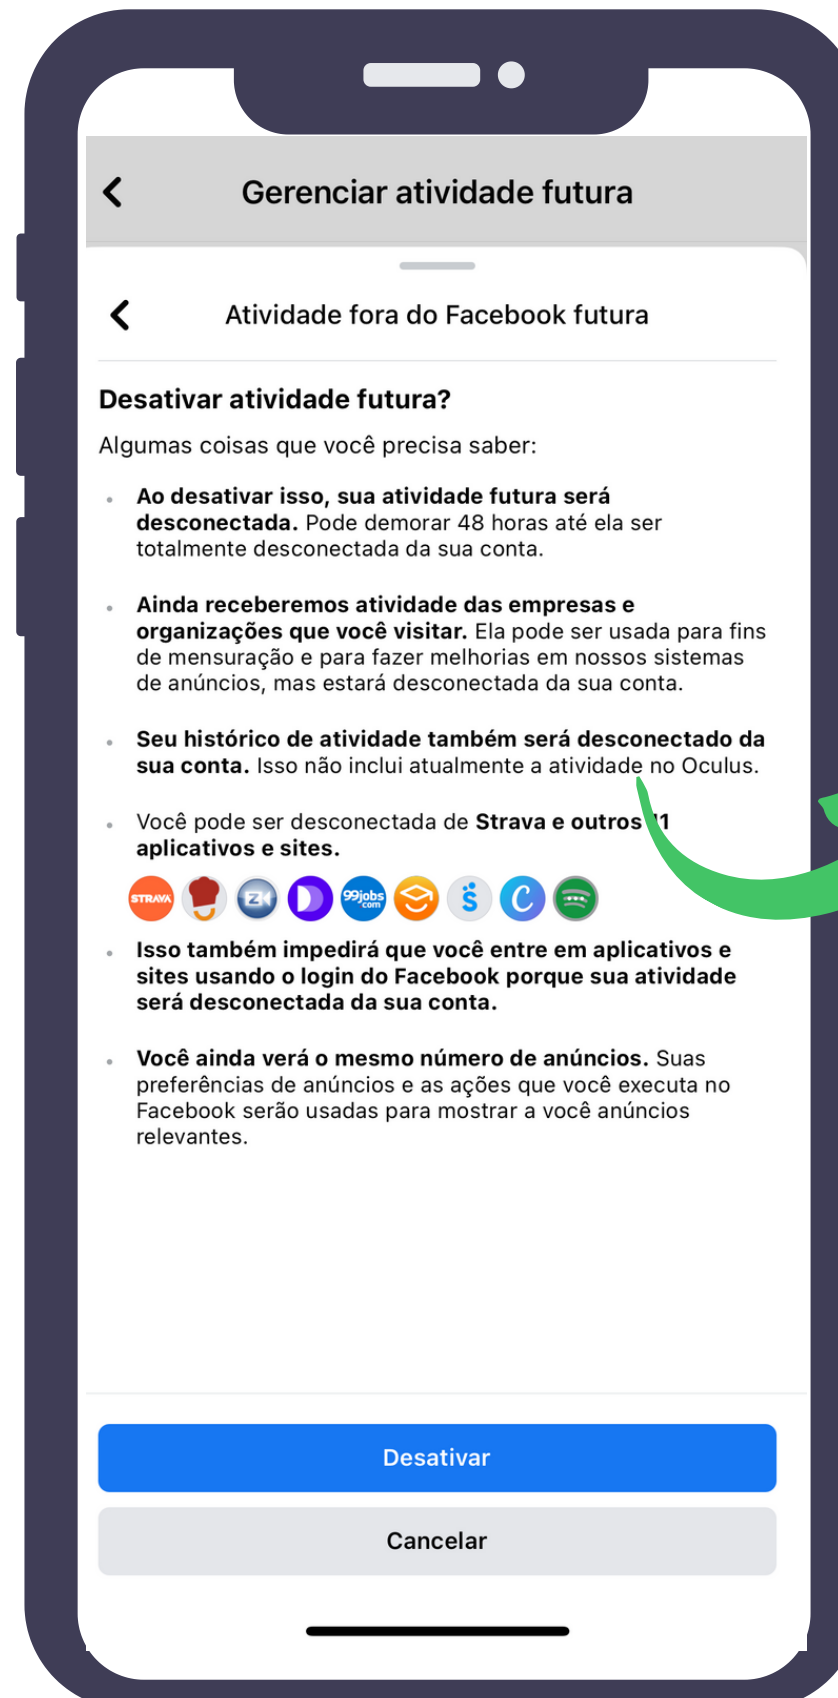 Gerenciar atividade futura
Atividade fora do Facebook futura
Desativar atividade futura?
Algumas coisas que você precisa saber:
Ao desativar isso, sua atividade futura será
desconectada. Pode demorar 48 horas até ela ser
totalmente desconectada da sua conta.
Ainda receberemos atividade das empresas e
organizações que você visitar. Ela pode ser usada para fins
de mensuração e para fazer melhorias em nossos sistemas
de anúncios, mas estará desconectada da sua conta.
Seu histórico de atividade também será desconectado da
sua conta. Isso não inclui atualmente a atividade no Oculus.
Você pode ser desconectada de Strava e outros 11
aplicativos e sites.
STRAVA
99jobs
.com
Isso também impedirá que você entre em aplicativos e
sites usando o login do Facebook porque sua atividade
será desconectada da sua conta.
Você ainda verá o mesmo número de anúncios. Suas
preferências de anúncios e as ações que você executa no
Facebook serão usadas para mostrar a você anúncios
relevantes.
Desativar
Cancelar